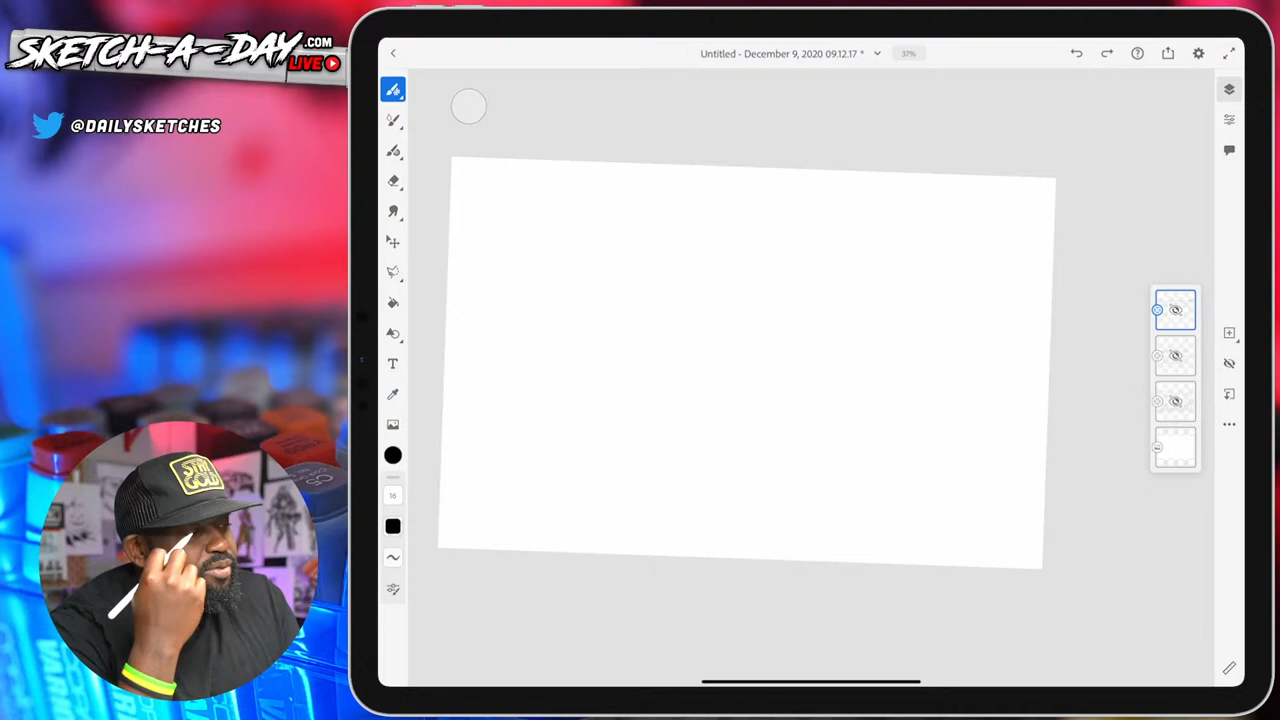 SKETCH-A-DAY.COM
LIVE
@DAILYSKETCHES
Untitled - December 9, 2020 09.12.17 *
37%
T
16
STAY
GOLD